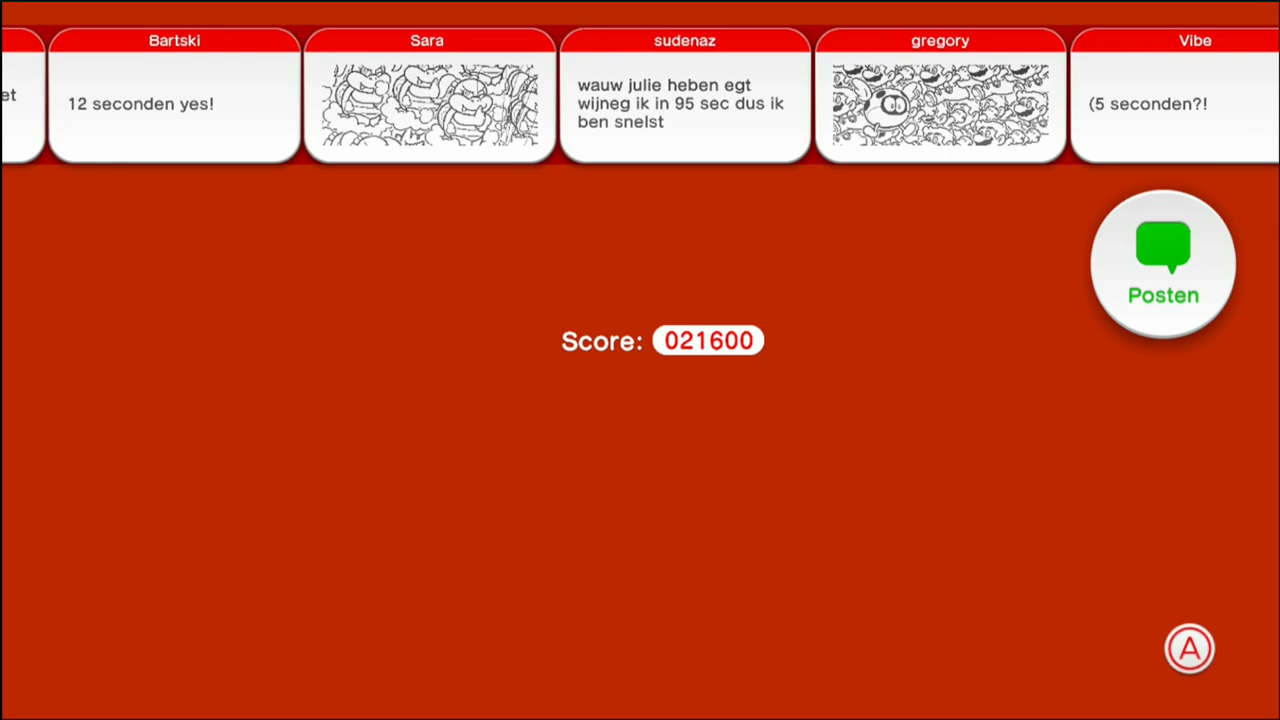 Bartski
Sara
sudenaz
gregory
Vibe
et
12 seconden yes!
wauw julie heben egt
wijneg ik in 95 sec dus ik
ben snelst
(5 seconden?!
Posten
Score: 021600
A